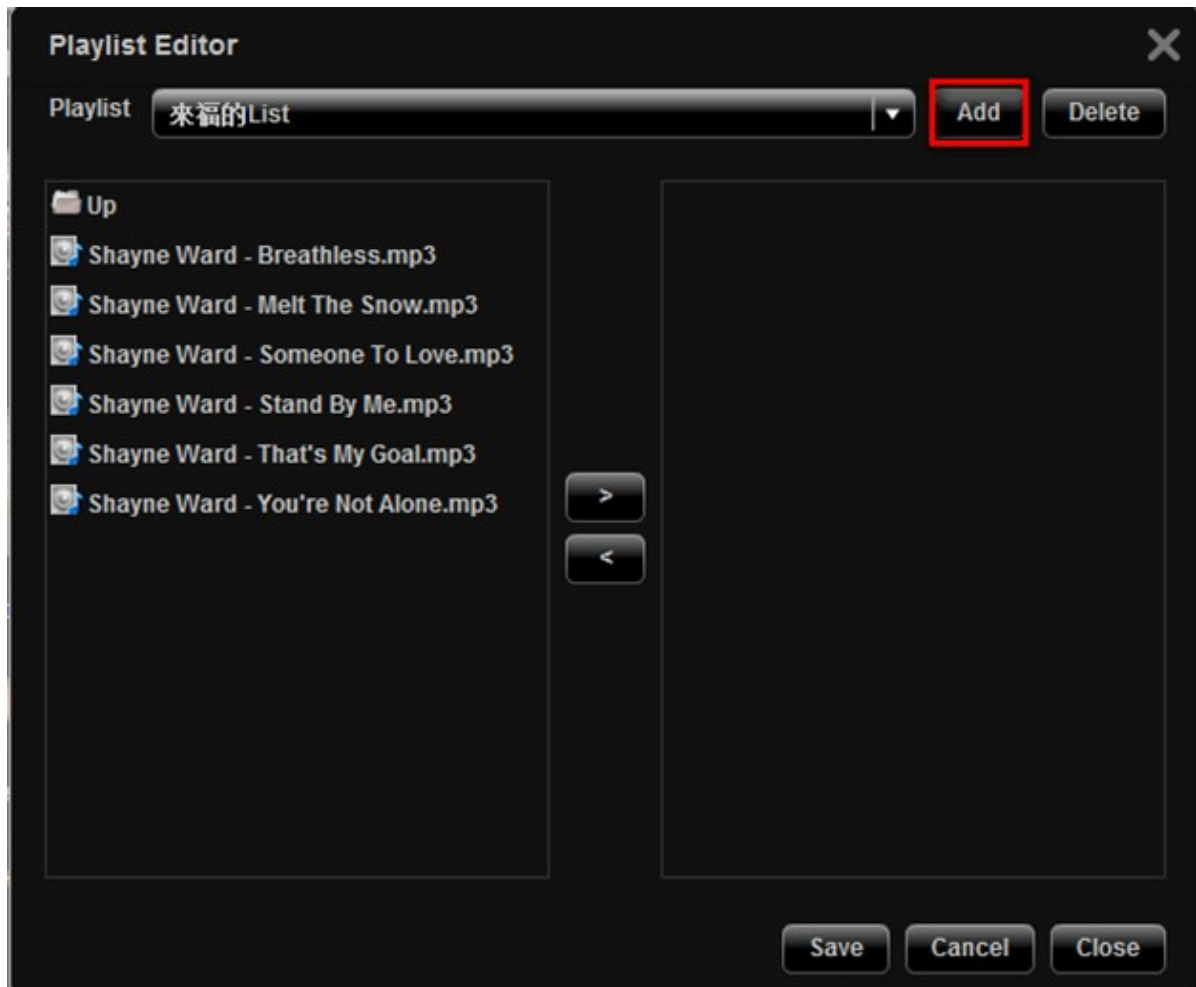 Playlist Editor
Playlist 來福的List Add Delete
Up
Shayne Ward - Breathless.mp3
Shayne Ward - Melt The Snow.mp3
Shayne Ward - Someone To Love.mp3
Shayne Ward - Stand By Me.mp3
Shayne Ward - That's My Goal.mp3
Shayne Ward - You're Not Alone.mp3
>
<
Save Cancel Close